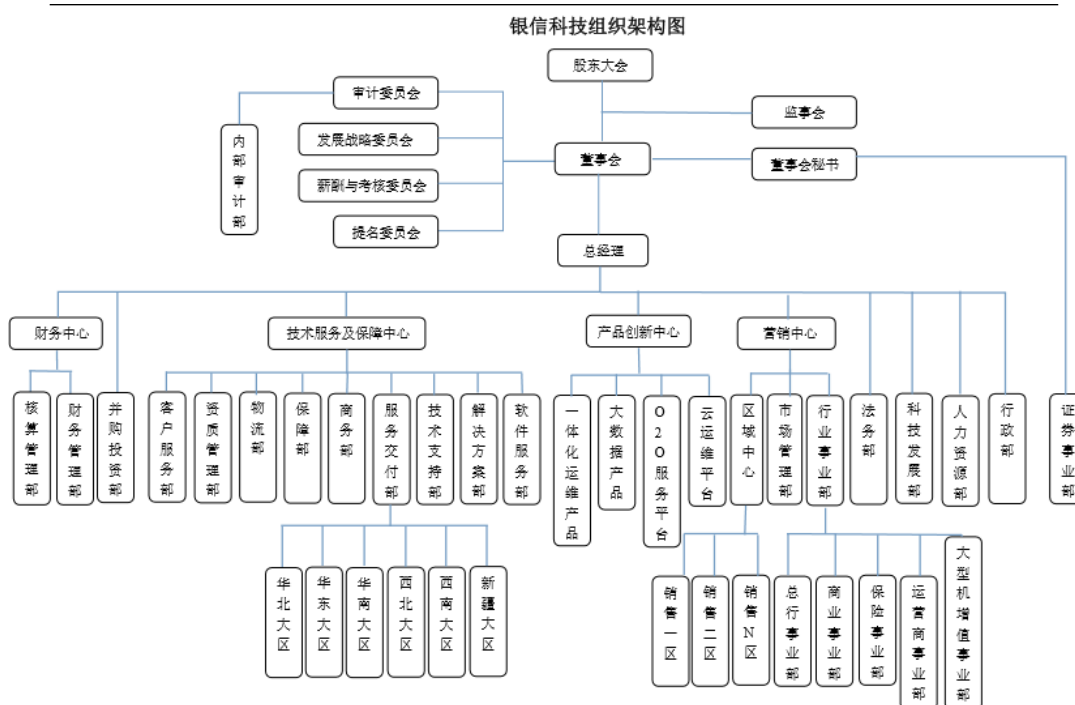 银信科技组织架构图
股东大会
审计委员会
监事会
发展战略委员会
董事会
董事会秘书
内部审计部
薪酬与考核委员会
提名委员会
总经理
财务中心
技术服务及保障中心
产品创新中心
营销中心
核算管理部
财务管理部
并购投资部
客户服务部
资质管理部
物流部
保障部
商务部
服务交付部
技术支持部
解决方案部
软件服务部
一体化运维产品
大数据产品
O2O服务平台
云运维平台
区域中心
市场管理部
行业事业部
法务部
科技发展部
人力资源部
行政部
证券事业部
华北大区
华东大区
华南大区
西北大区
西南大区
新疆大区
销售一区
销售二区
销售N区
总行事业部
商业事业部
保险事业部
运营商事业部
大型机增值事业部